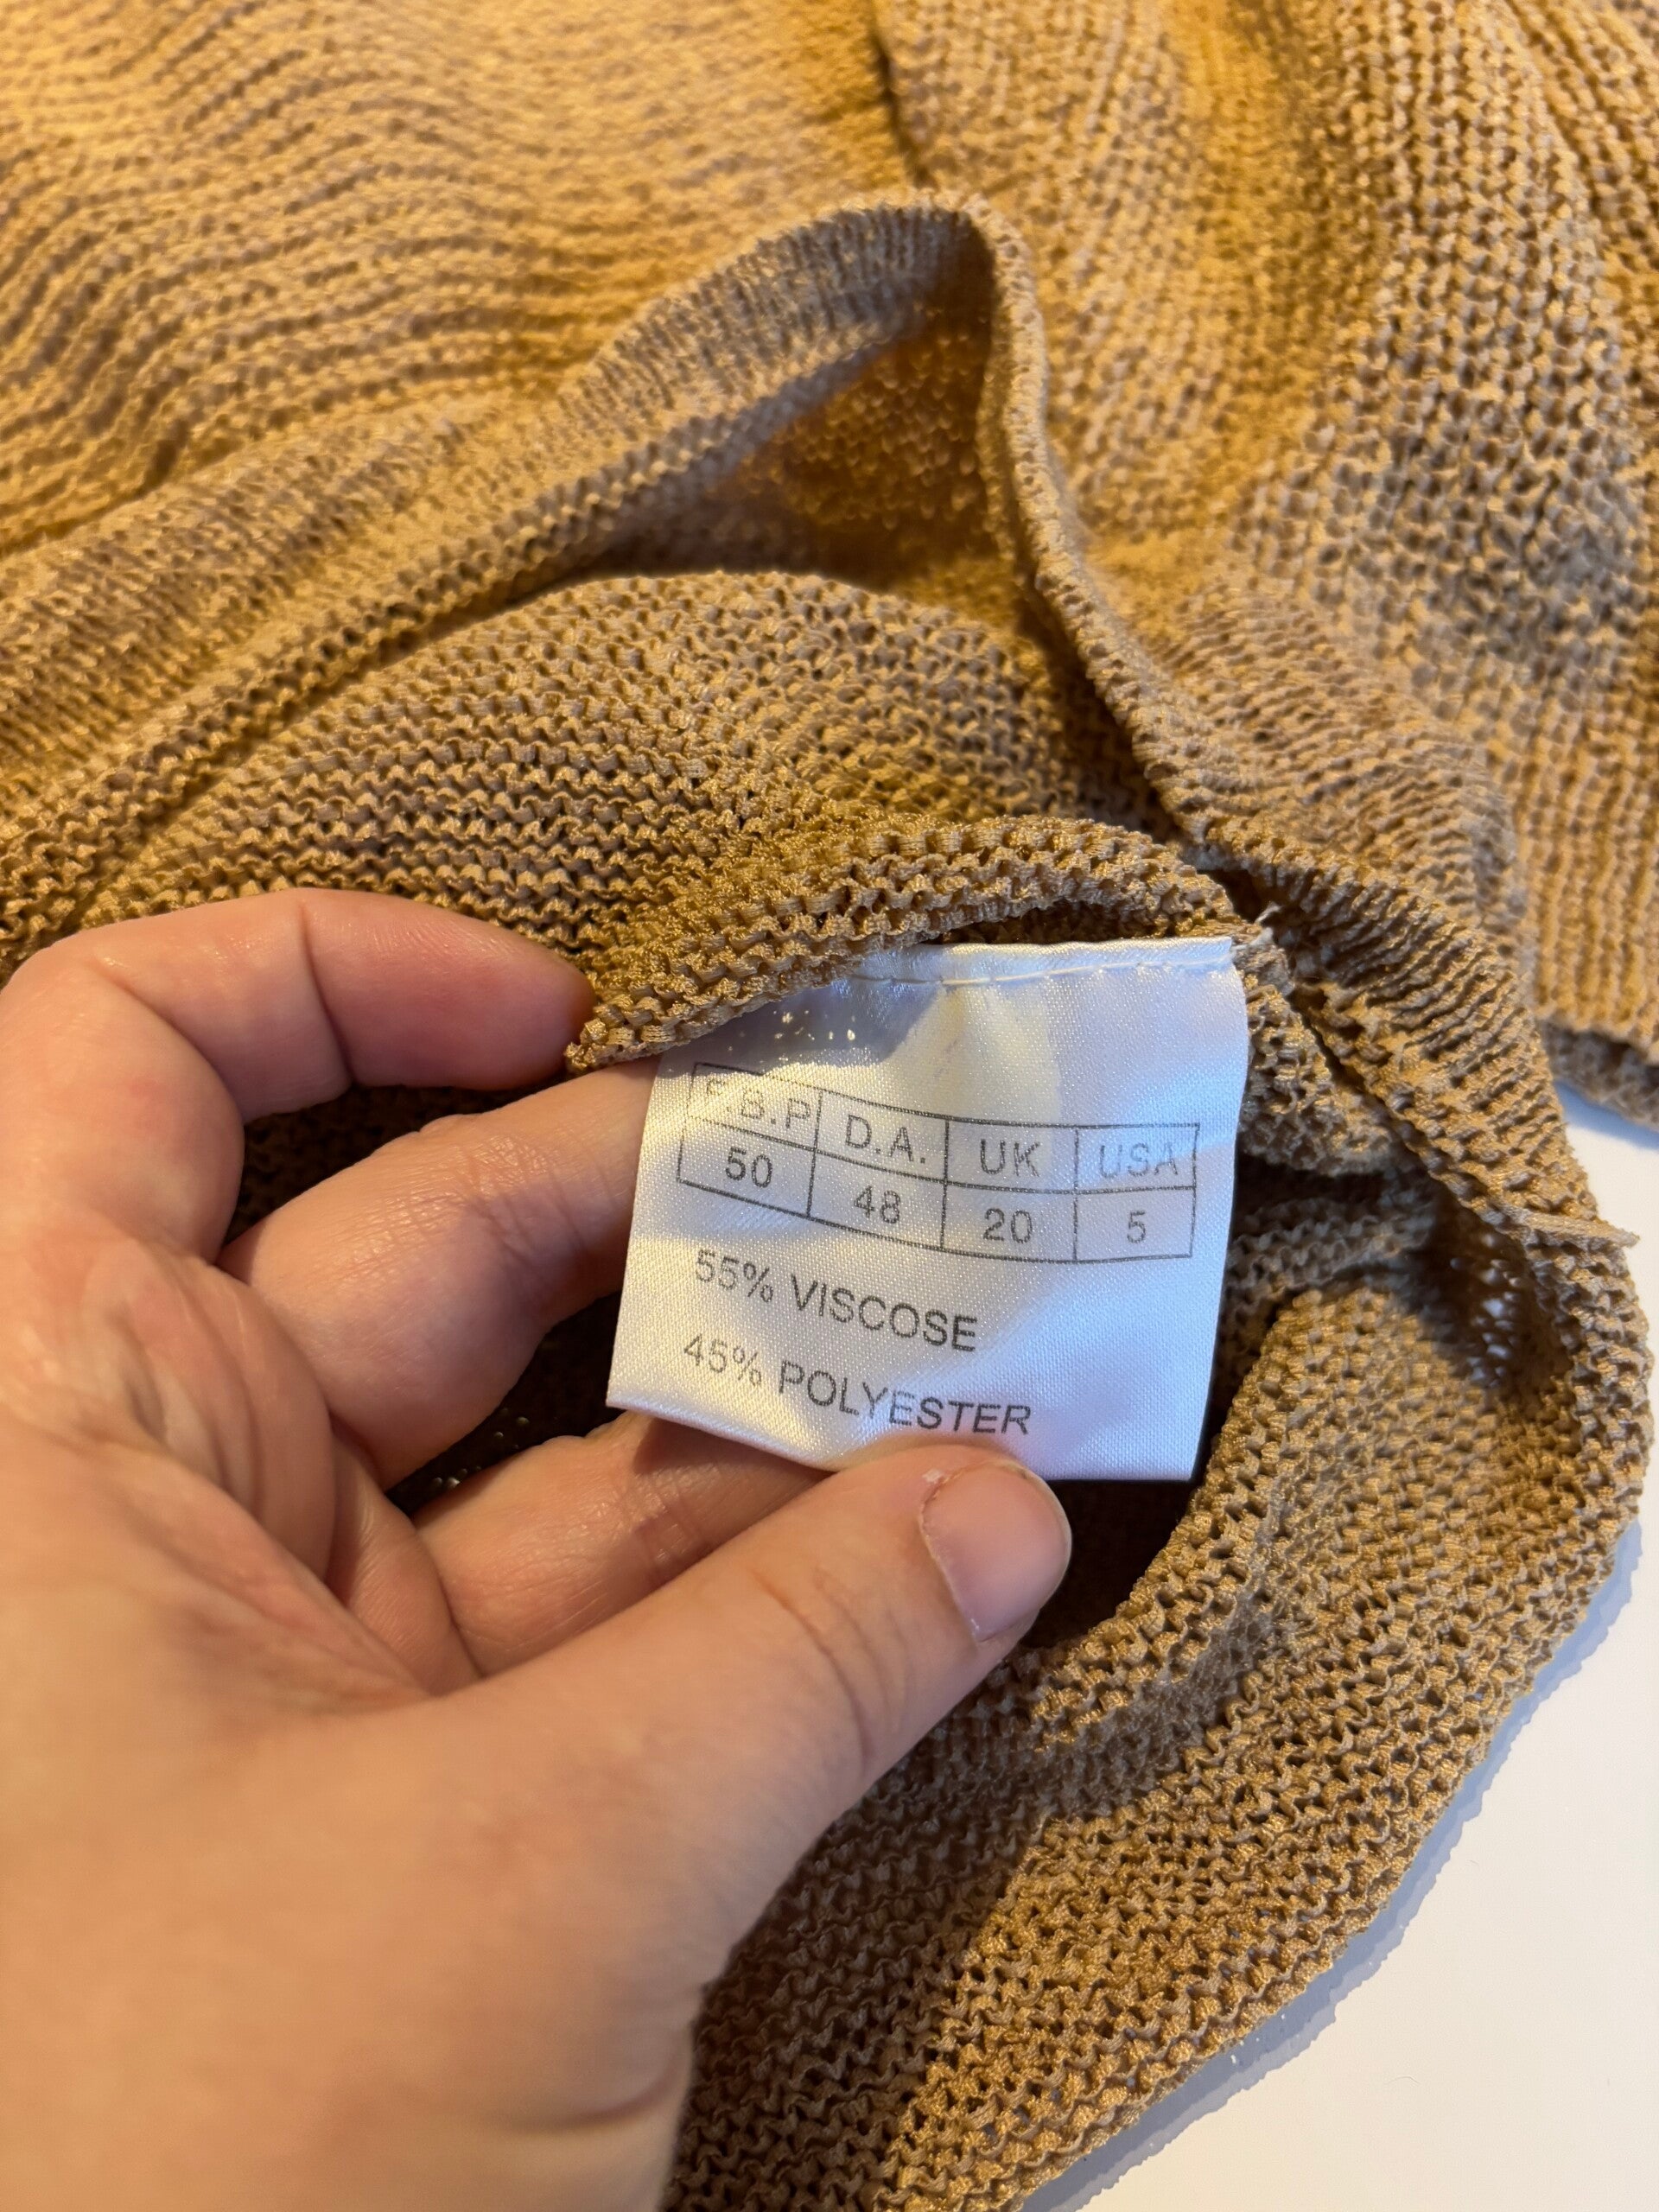 F.B.P D.A. UK USA
50 48 20 5
55% VISCOSE
45% POLYESTER